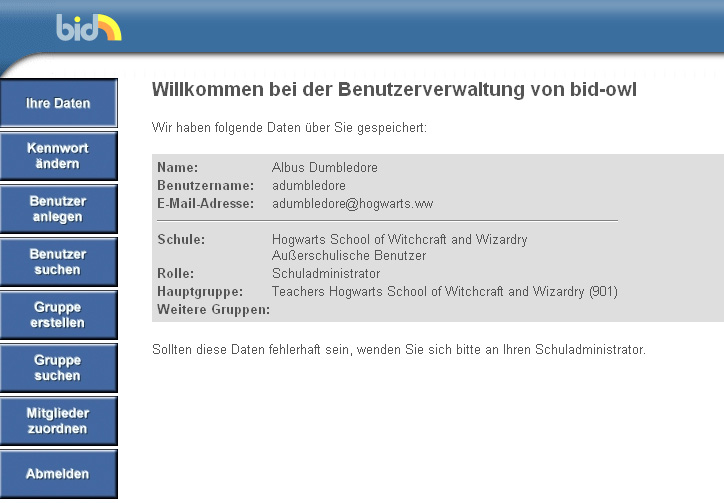 bid
Willkommen bei der Benutzerverwaltung von bid-owl
Wir haben folgende Daten über Sie gespeichert:
Name: Albus Dumbledore
Benutzername: adumbledore
E-Mail-Adresse: adumbledore@hogwarts.ww
Schule: Hogwarts School of Witchcraft and Wizardry
Außerschulische Benutzer
Rolle: Schuladministrator
Hauptgruppe: Teachers Hogwarts School of Witchcraft and Wizardry (901)
Weitere Gruppen:
Sollten diese Daten fehlerhaft sein, wenden Sie sich bitte an Ihren Schuladministrator.
Ihre Daten
Kennwort
ändern
Benutzer
anlegen
Benutzer
suchen
Gruppe
erstellen
Gruppe
suchen
Mitglieder
zuordnen
Abmelden